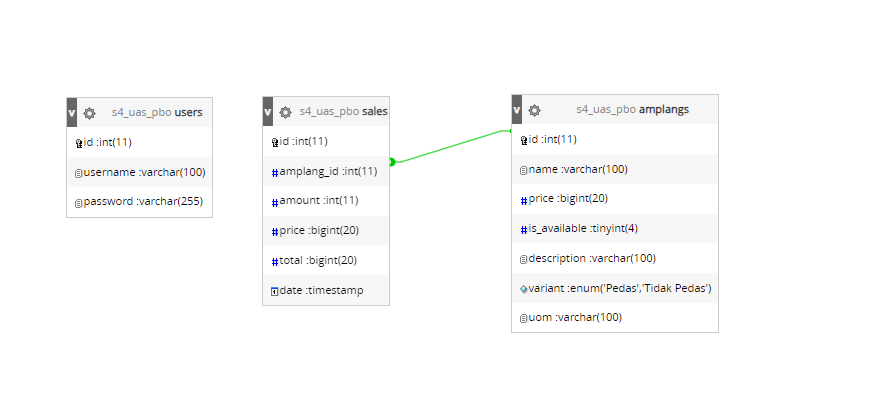 v s4_uas_pbo users
id :int(11)
username :varchar(100)
password :varchar(255)
v s4_uas_pbo sales
id :int(11)
# amplang_id :int(11)
# amount :int(11)
# price :bigint(20)
# total :bigint(20)
date :timestamp
v s4_uas_pbo amplangs
id :int(11)
name :varchar(100)
# price :bigint(20)
# is_available :tinyint(4)
description :varchar(100)
variant :enum('Pedas','Tidak Pedas')
uom :varchar(100)